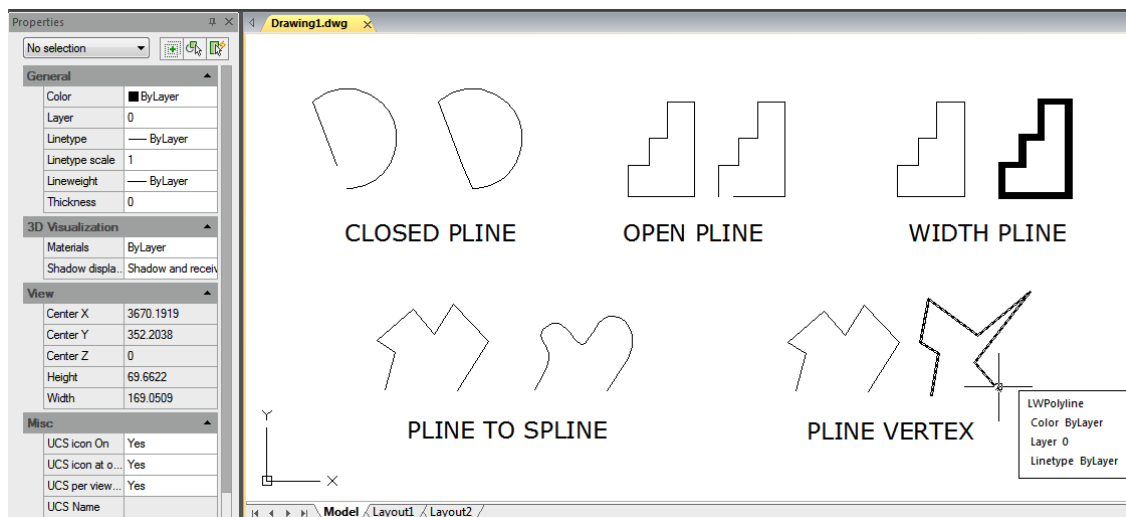 Properties
No selection
General
Color ByLayer
Layer 0
Linetype ByLayer
Linetype scale 1
Lineweight ByLayer
Thickness 0
3D Visualization
Materials ByLayer
Shadow displa... Shadow and receiv
View
Center X 3670.1919
Center Y 352.2038
Center Z 0
Height 69.6622
Width 169.0509
Misc
UCS icon On Yes
UCS icon at o... Yes
UCS per view... Yes
UCS Name
Drawing1.dwg
CLOSED PLINE OPEN PLINE WIDTH PLINE
PLINE TO SPLINE PLINE VERTEX
LWPolyline
Color ByLayer
Layer 0
Linetype ByLayer
Y
X
Model Layout1 Layout2